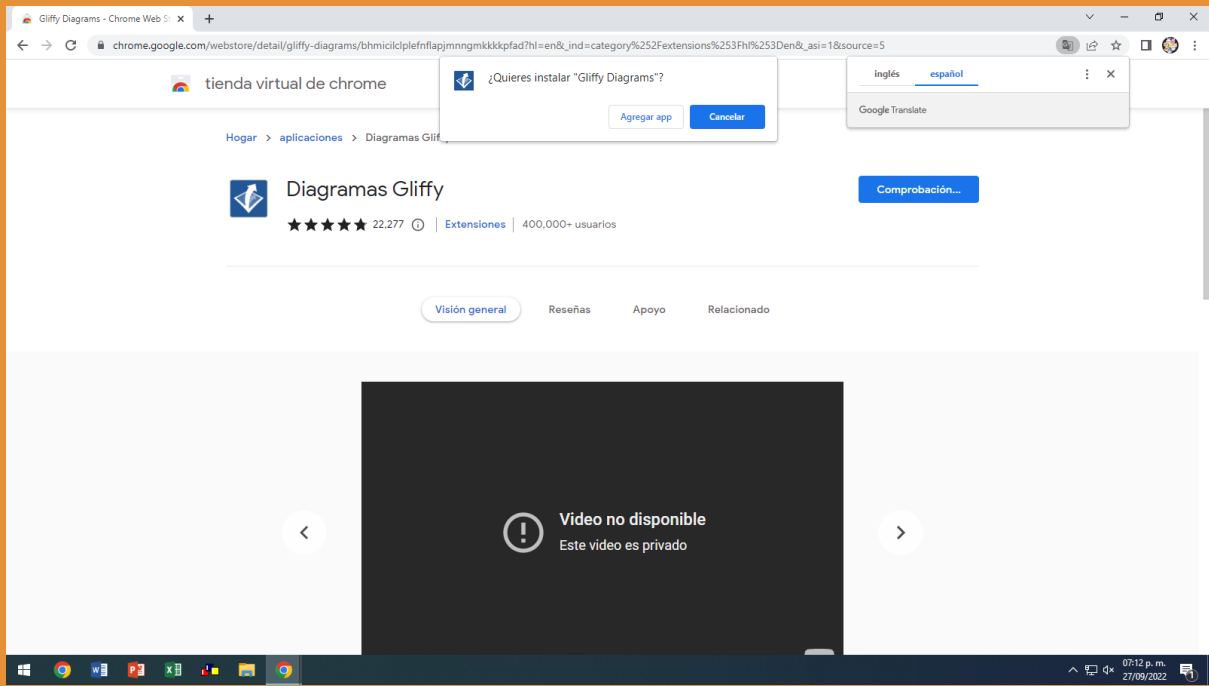 Gliffy Diagrams - Chrome Web St
chrome.google.com/webstore/detail/gliffy-diagrams/bhmicilclplefnflapjmnngmkkkkpfad?hl=en&_ind=category%252Fextensions%253Fhl%253Den&_asi=1&source=5
tienda virtual de chrome
¿Quieres instalar "Gliffy Diagrams"?
Agregar app
Cancelar
inglés
español
Google Translate
Hogar > aplicaciones > Diagramas Gliffy
Diagramas Gliffy
Comprobación...
22,277
Extensiones
400,000+ usuarios
Visión general
Reseñas
Apoyo
Relacionado
Video no disponible
Este video es privado
07:12 p. m.
27/09/2022
1